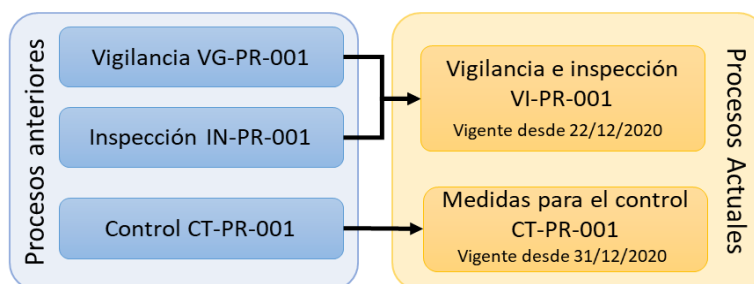 Procesos anteriores
Vigilancia VG-PR-001
Inspección IN-PR-001
Control CT-PR-001
Vigilancia e inspección
VI-PR-001
Vigente desde 22/12/2020
Medidas para el control
CT-PR-001
Vigente desde 31/12/2020
Procesos Actuales